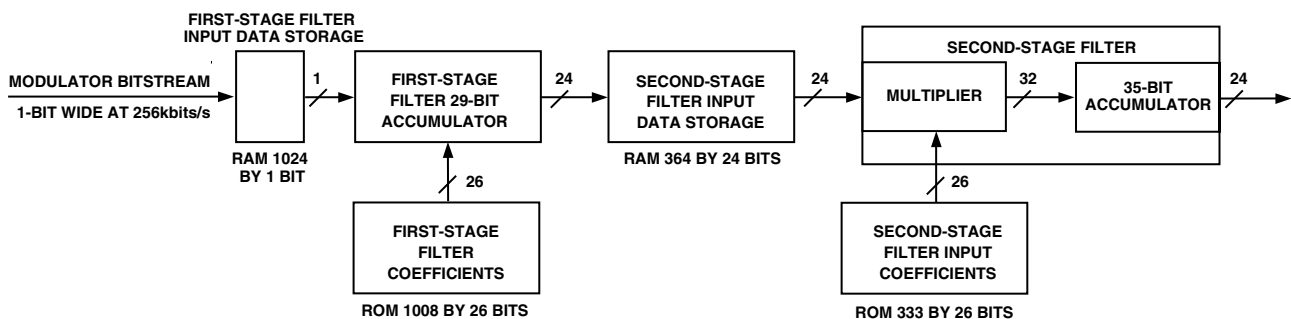 FIRST-STAGE FILTER
INPUT DATA STORAGE
MODULATOR BITSTREAM
1-BIT WIDE AT 256kbits/s
1
RAM 1024
BY 1 BIT
FIRST-STAGE
FILTER 29-BIT
ACCUMULATOR
24
26
FIRST-STAGE
FILTER
COEFFICIENTS
ROM 1008 BY 26 BITS
SECOND-STAGE
FILTER INPUT
DATA STORAGE
RAM 364 BY 24 BITS
24
SECOND-STAGE FILTER
MULTIPLIER
32
35-BIT
ACCUMULATOR
24
26
SECOND-STAGE
FILTER INPUT
COEFFICIENTS
ROM 333 BY 26 BITS